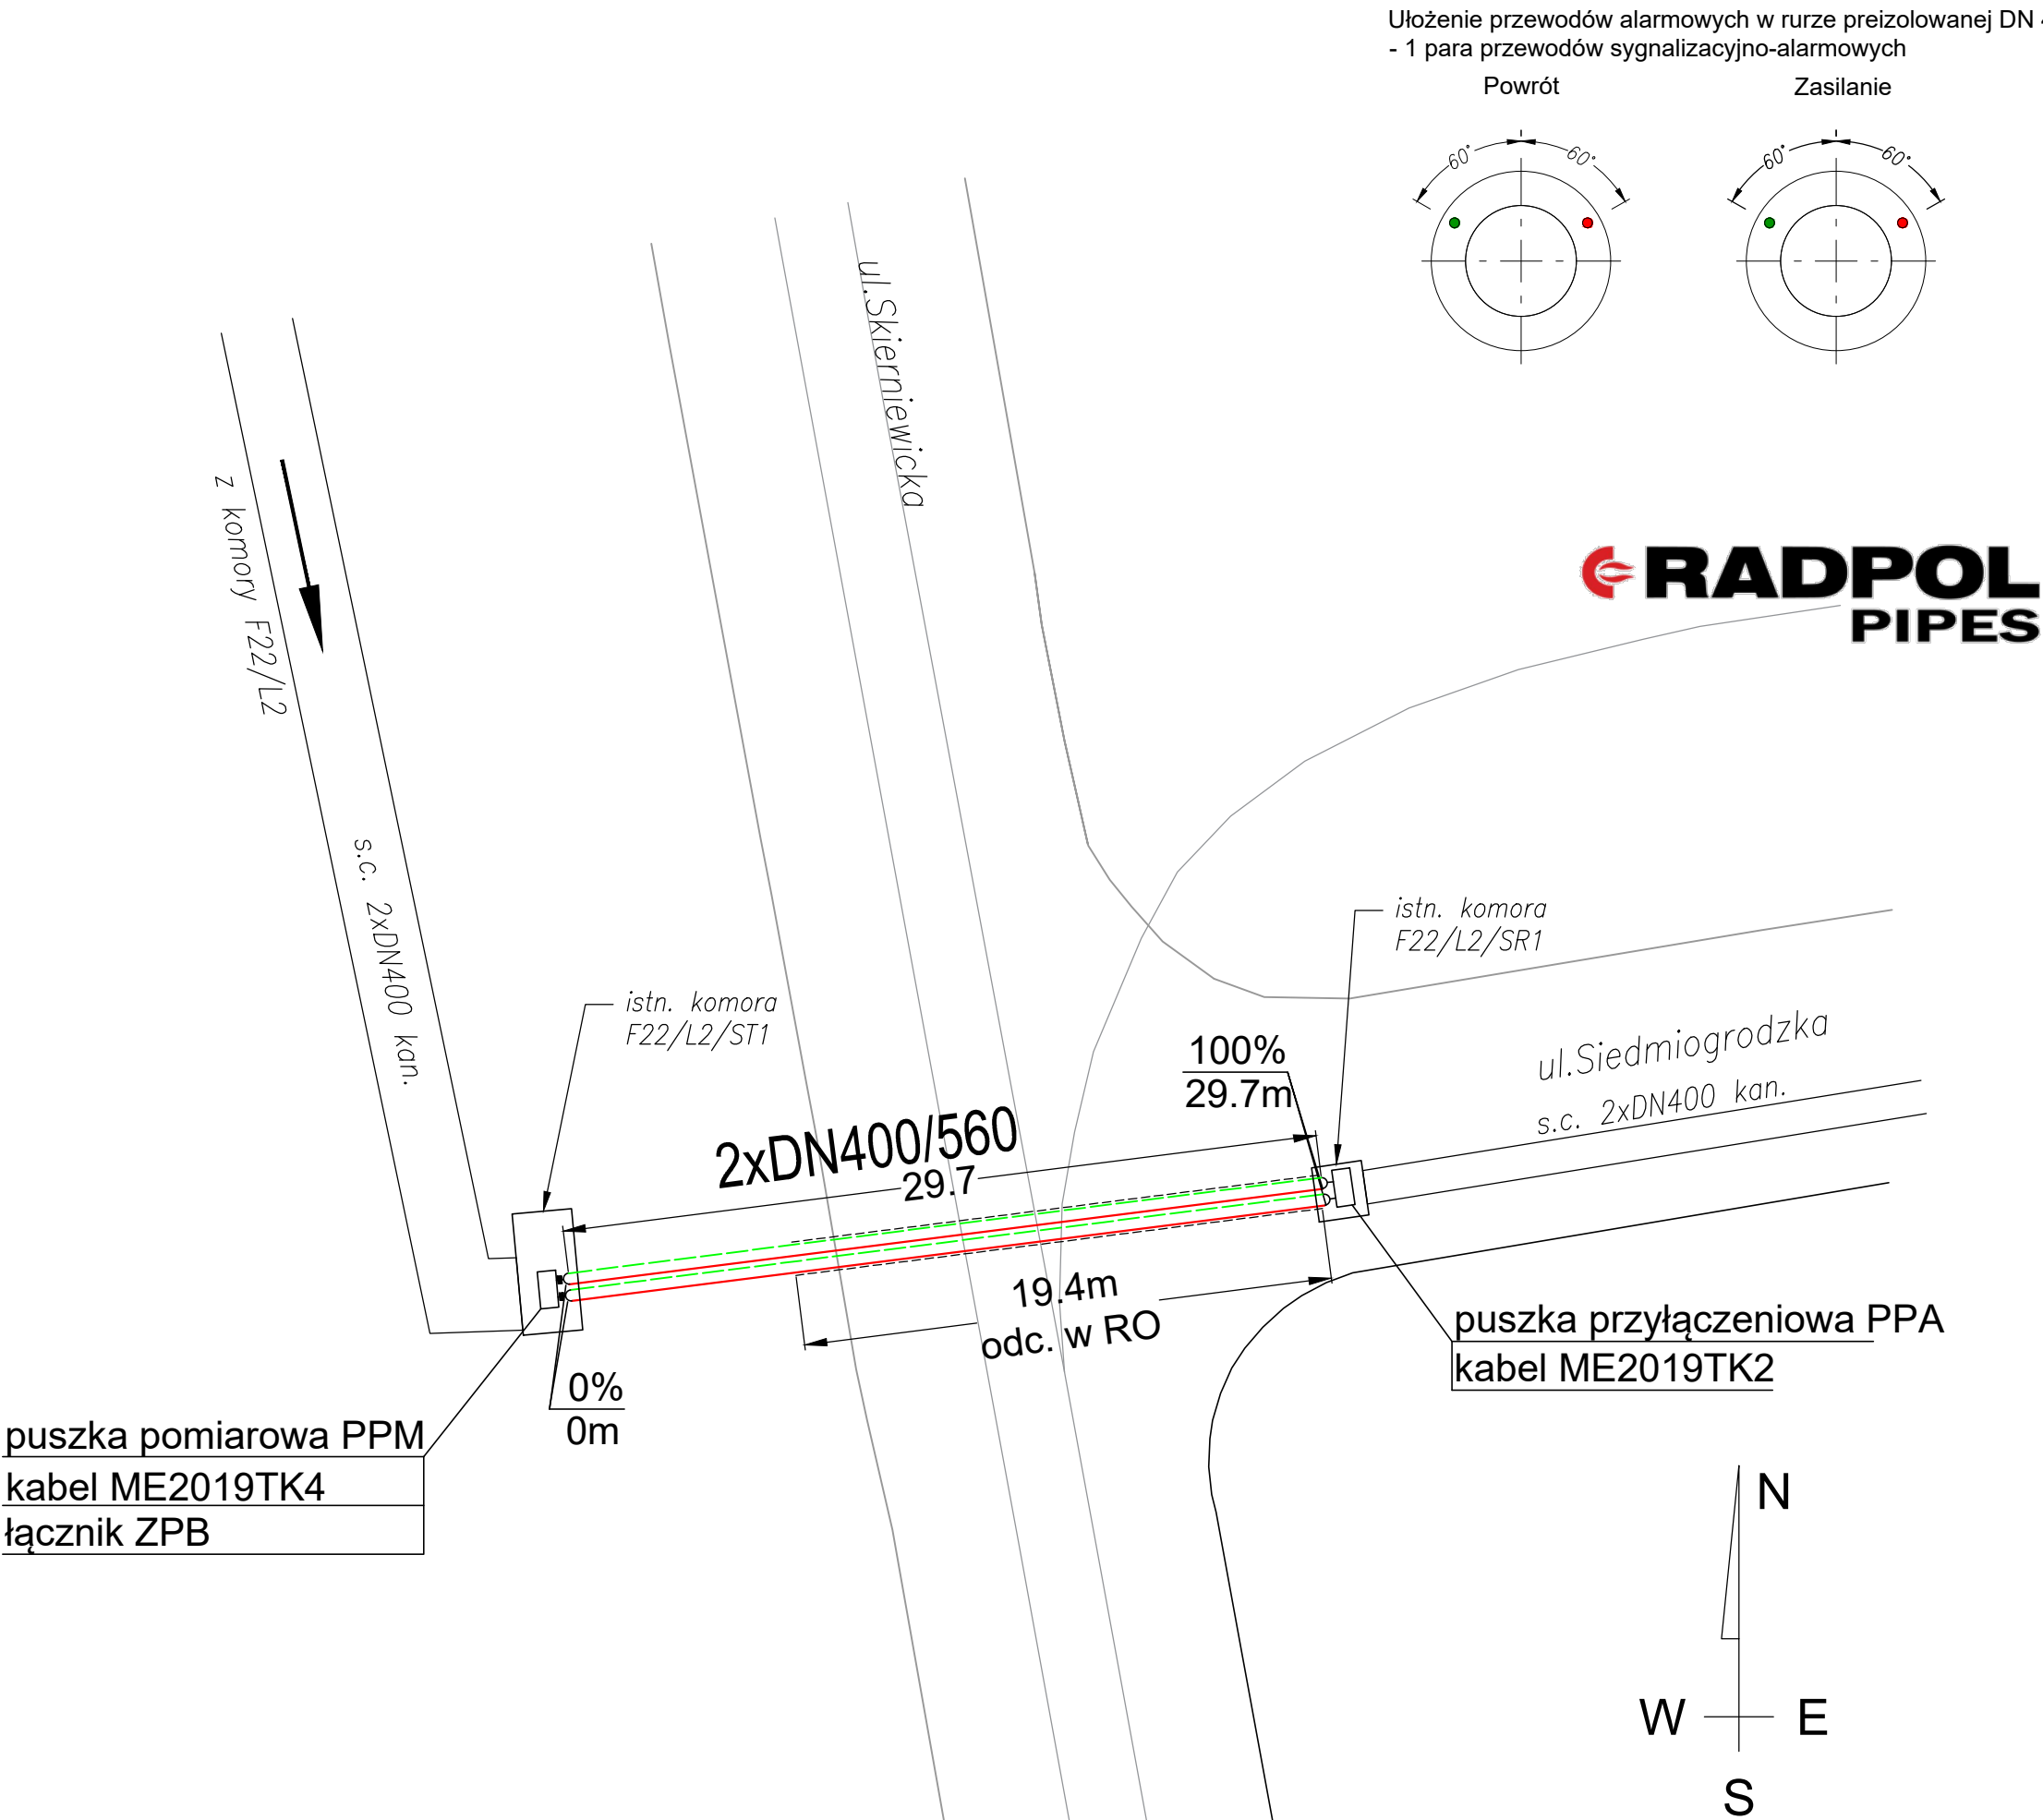 Ułożenie przewodów alarmowych w rurze preizolowanej DN
- 1 para przewodów sygnalizacyjno-alarmowych
Powrót
Zasilanie
60°
60°
60°
60°
ul.Skierniewicka
RADPOL
PIPES
z komory F22/L2
s.c. 2xDN400 kan.
istn. komora
F22/L2/SR1
istn. komora
F22/L2/ST1
ul.Siedmiogrodzka
s.c. 2xDN400 kan.
100%
29.7m
2xDN400/560
29.7
19.4m
odc. w RO
puszka przyłączeniowa PPA
kabel ME2019TK2
0%
0m
puszka pomiarowa PPM
kabel ME2019TK4
łącznik ZPB
N
W
E
S